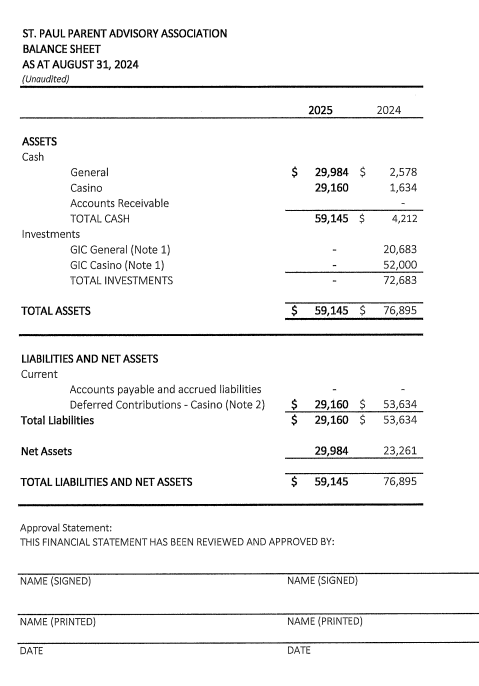 ST. PAUL PARENT ADVISORY ASSOCIATION
BALANCE SHEET
AS AT AUGUST 31, 2024
(Unaudited)
2025 2024
ASSETS
Cash
General $ 29,984 $ 2,578
Casino 29,160 1,634
Accounts Receivable -
TOTAL CASH 59,145 $ 4,212
Investments
GIC General (Note 1) - 20,683
GIC Casino (Note 1) - 52,000
TOTAL INVESTMENTS - 72,683
TOTAL ASSETS $ 59,145 $ 76,895
LIABILITIES AND NET ASSETS
Current
Accounts payable and accrued liabilities - -
Deferred Contributions - Casino (Note 2) $ 29,160 $ 53,634
Total Liabilities $ 29,160 $ 53,634
Net Assets 29,984 23,261
TOTAL LIABILITIES AND NET ASSETS $ 59,145 76,895
Approval Statement:
THIS FINANCIAL STATEMENT HAS BEEN REVIEWED AND APPROVED BY:
NAME (SIGNED) NAME (SIGNED)
NAME (PRINTED) NAME (PRINTED)
DATE DATE